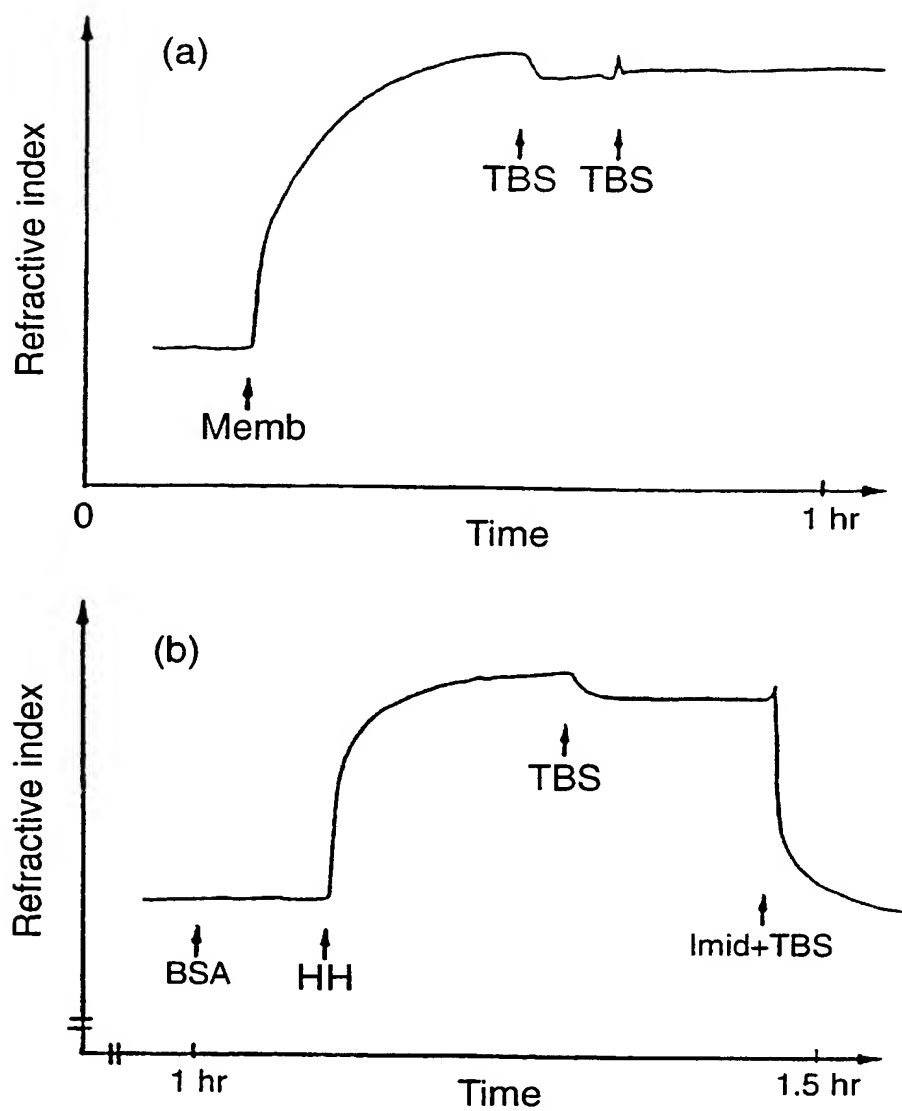 (a)
Refractive index
TBS TBS
Memb
0
Time
1 hr
(b)
Refractive index
TBS
BSA
HH
Imid+TBS
1 hr
Time
1.5 hr